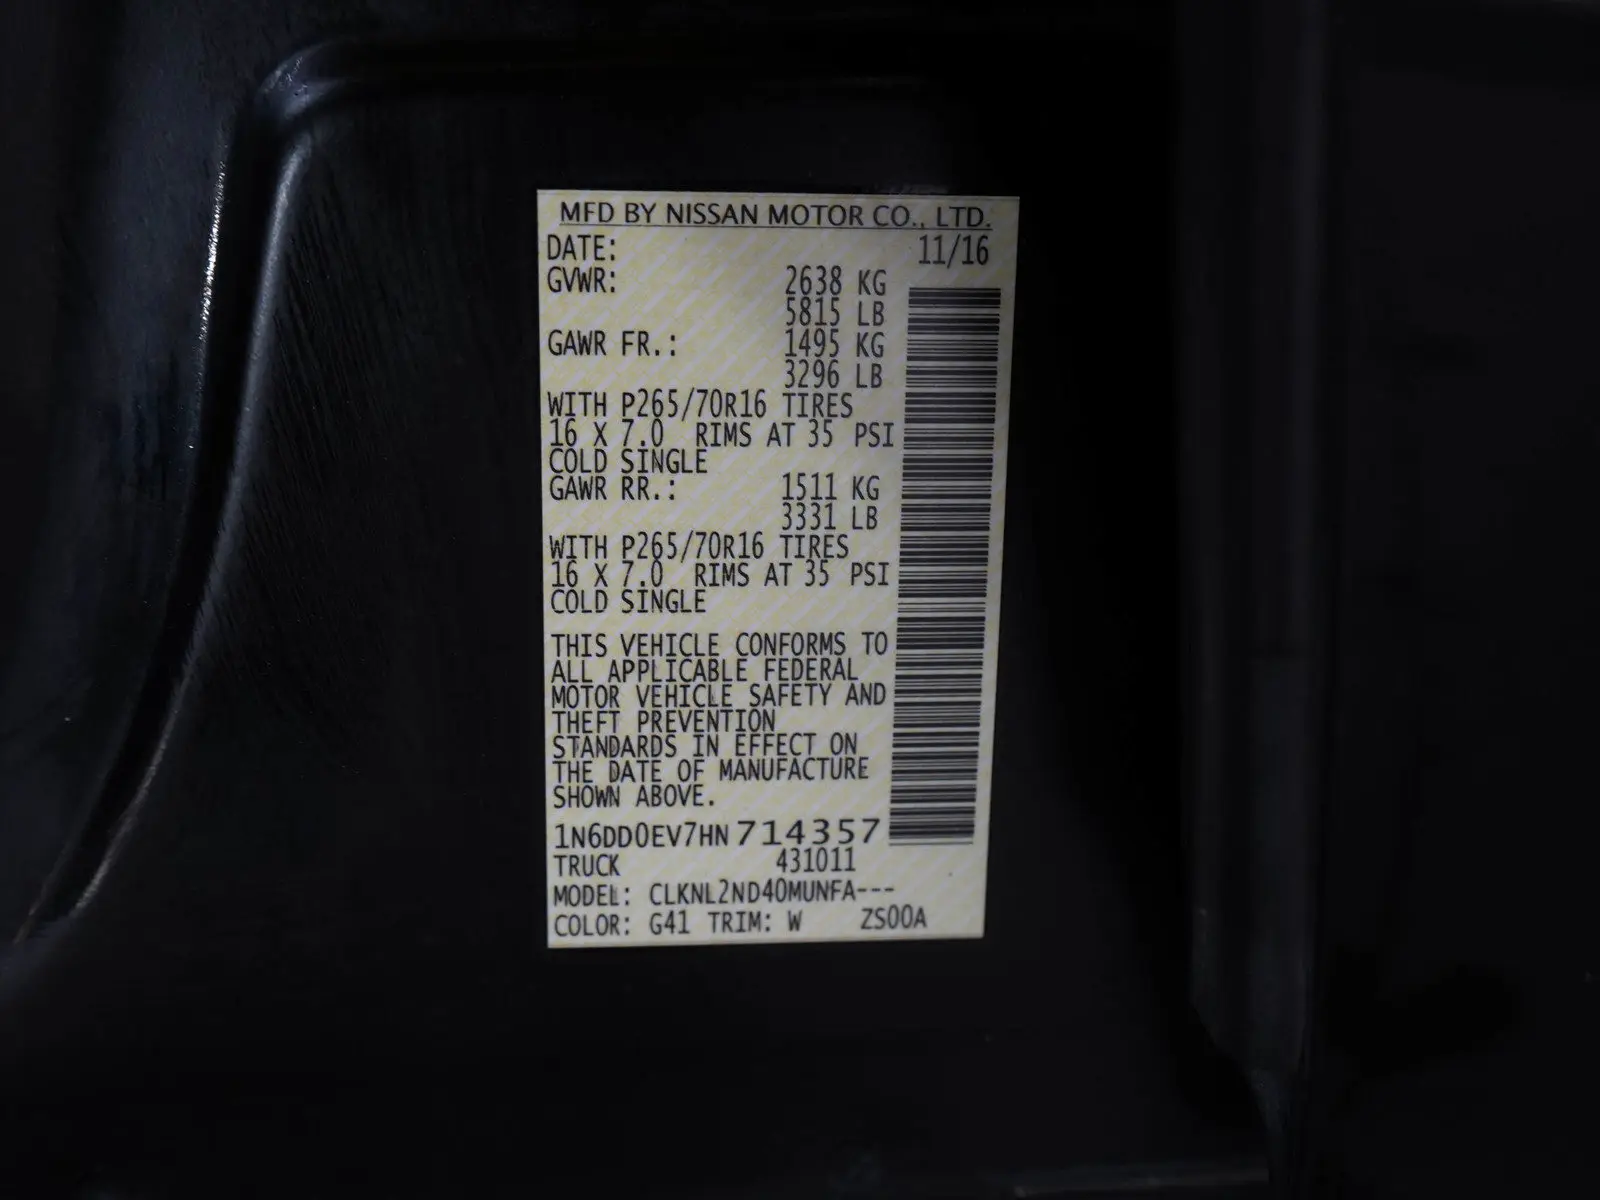 MFD BY NISSAN MOTOR CO., LTD.
DATE: 11/16
GVWR: 2638 KG
5815 LB
GAWR FR.: 1495 KG
3296 LB
WITH P265/70R16 TIRES
16 X 7.0 RIMS AT 35 PSI
COLD SINGLE
GAWR RR.: 1511 KG
3331 LB
WITH P265/70R16 TIRES
16 X 7.0 RIMS AT 35 PSI
COLD SINGLE
THIS VEHICLE CONFORMS TO
ALL APPLICABLE FEDERAL
MOTOR VEHICLE SAFETY AND
THEFT PREVENTION
STANDARDS IN EFFECT ON
THE DATE OF MANUFACTURE
SHOWN ABOVE.
1N6DD0EV7HN714357
TRUCK 431011
MODEL: CLKNL2ND40MUNFA---
COLOR: G41 TRIM: W ZS00A